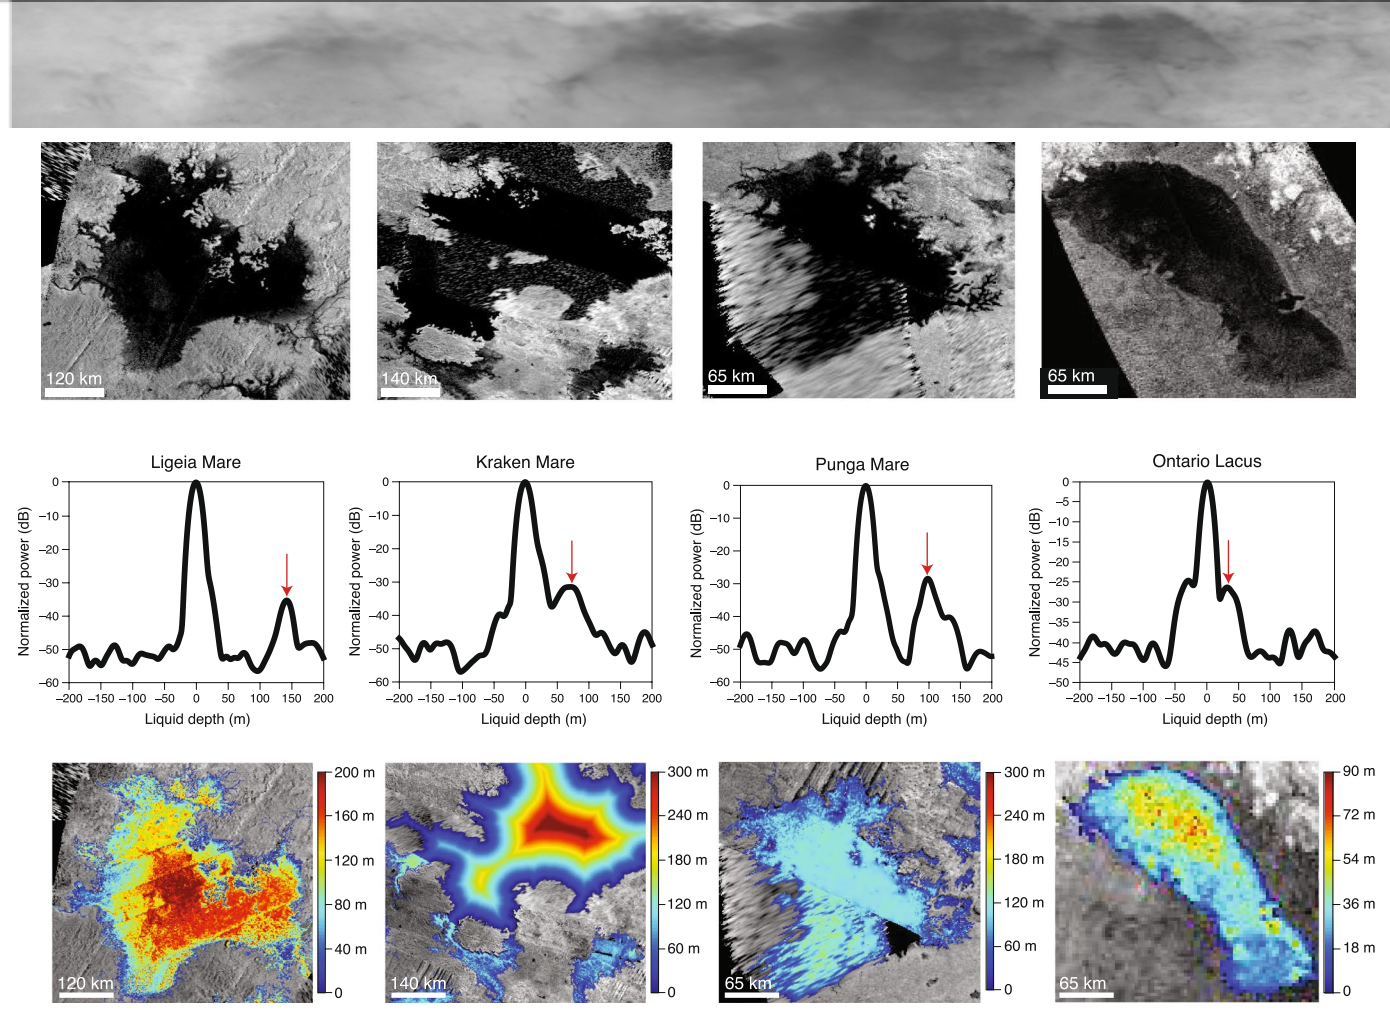 120 km
140 km
65 km
65 km
Ligeia Mare
Kraken Mare
Punga Mare
Ontario Lacus
Normalized power (dB)
0
–10
–20
–30
–40
–50
–60
–200 –150 –100 –50 0 50 100 150 200
Liquid depth (m)
Normalized power (dB)
0
–10
–20
–30
–40
–50
–60
–200 –150 –100 –50 0 50 100 150 200
Liquid depth (m)
Normalized power (dB)
0
–10
–20
–30
–40
–50
–60
–200 –150 –100 –50 0 50 100 150 200
Liquid depth (m)
Normalized power (dB)
0
–5
–10
–15
–20
–25
–30
–35
–40
–45
–50
–200 –150 –100 –50 0 50 100 150 200
Liquid depth (m)
200 m
160 m
120 m
80 m
40 m
0
120 km
300 m
240 m
180 m
120 m
60 m
0
140 km
300 m
240 m
180 m
120 m
60 m
0
65 km
90 m
72 m
54 m
36 m
18 m
0
65 km